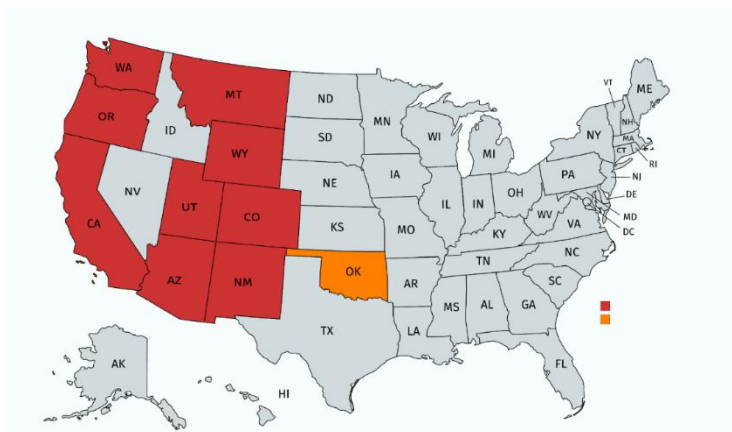 WA
MT
ND
MN
VT
ME
OR
ID
SD
WI
MI
NY
NH
MA
CT
RI
WY
IA
PA
NJ
NV
NE
IL
IN
OH
DE
MD
DC
UT
CO
KS
MO
WV
VA
KY
CA
TN
NC
AZ
NM
OK
AR
SC
MS
AL
GA
TX
LA
AK
HI
FL